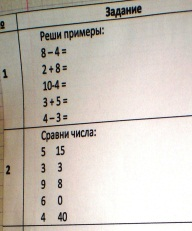 № Задание
1
Реши примеры:
8 – 4 =
2 + 8 =
10-4 =
3 + 5 =
4 – 3 =
2
Сравни числа:
5 15
3 3
9 8
6 0
4 40